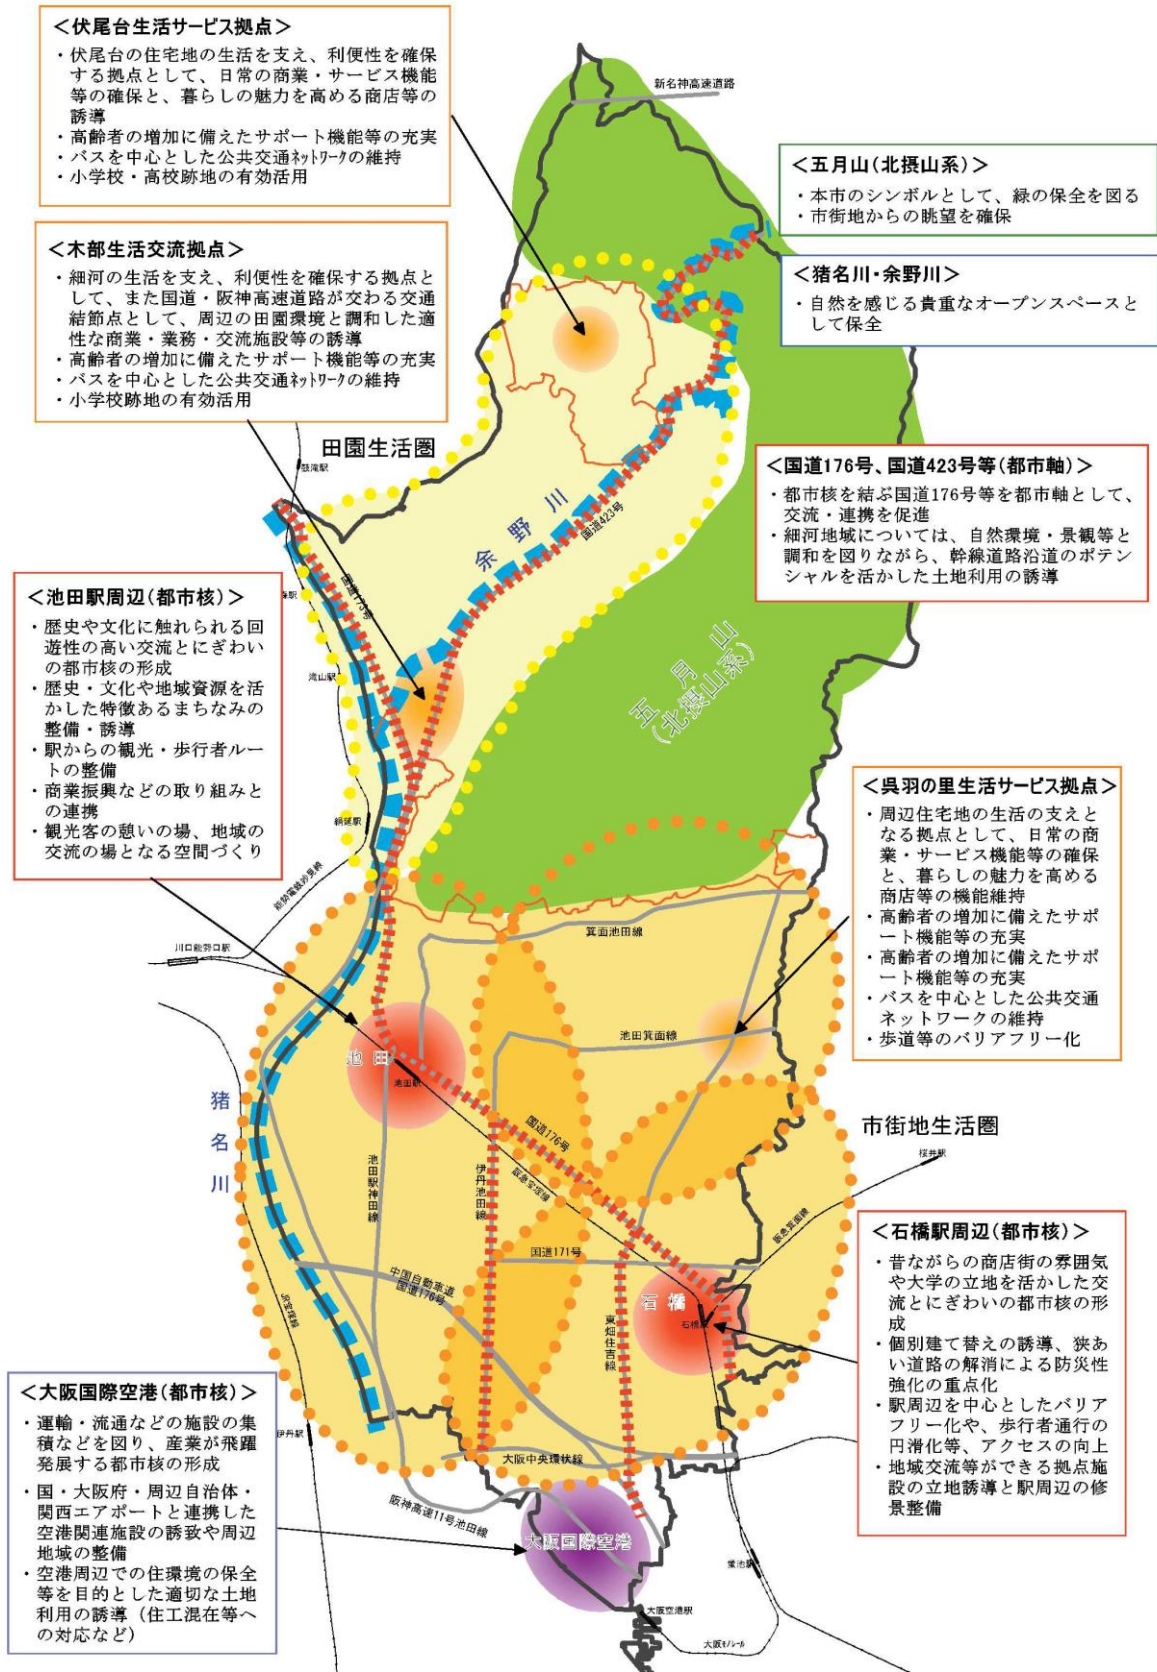 ＜伏尾台生活サービス拠点＞
・伏尾台の住宅地の生活を支え、利便性を確保
する拠点として、日常の商業・サービス機能
等の確保と、暮らしの魅力を高める商店等の
誘導
・高齢者の増加に備えたサポート機能等の充実
・バスを中心とした公共交通ﾈｯﾄﾜｰｸの維持
・小学校・高校跡地の有効活用
新名神高速道路
＜五月山(北摂山系)＞
・本市のシンボルとして、緑の保全を図る
・市街地からの眺望を確保
＜木部生活交流拠点＞
・細河の生活を支え、利便性を確保する拠点と
して、また国道・阪神高速道路が交わる交通
結節点として、周辺の田園環境と調和した適
性な商業・業務・交流施設等の誘導
・高齢者の増加に備えたサポート機能等の充実
・バスを中心とした公共交通ﾈｯﾄﾜｰｸの維持
・小学校跡地の有効活用
＜猪名川・余野川＞
・自然を感じる貴重なオープンスペースと
して保全
田園生活圏
鼓滝駅
余野川
国道423号
＜国道176号、国道423号等(都市軸)＞
・都市核を結ぶ国道176号等を都市軸として、
交流・連携を促進
・細河地域については、自然環境・景観等と
調和を図りながら、幹線道路沿道のポテン
シャルを活かした土地利用の誘導
国道173号
＜池田駅周辺(都市核)＞
・歴史や文化に触れられる回
遊性の高い交流とにぎわい
の都市核の形成
・歴史・文化や地域資源を活
かした特徴あるまちなみの
整備・誘導
・駅からの観光・歩行者ルー
トの整備
・商業振興などの取り組みと
の連携
・観光客の憩いの場、地域の
交流の場となる空間づくり
滝山駅
五月山
(北摂山系)
絹延駅
能勢電鉄妙見線
川口能勢口駅
＜呉羽の里生活サービス拠点＞
・周辺住宅地の生活の支えと
なる拠点として、日常の商
業・サービス機能等の確保
と、暮らしの魅力を高める
商店等の機能維持
・高齢者の増加に備えたサポ
ート機能等の充実
・高齢者の増加に備えたサポ
ート機能等の充実
・バスを中心とした公共交通
ネットワークの維持
・歩道等のバリアフリー化
箕面池田線
池田箕面線
池田
池田駅
猪名川
市街地生活圏
桜井駅
国道176号
阪急宝塚線
阪急箕面線
池田駅神田線
伊丹池田線
国道171号
中国自動車道
国道176号
石橋
石橋駅
東畑住吉線
JR宝塚線
＜石橋駅周辺(都市核)＞
・昔ながらの商店街の雰囲気
や大学の立地を活かした交
流とにぎわいの都市核の形
成
・個別建て替えの誘導、狭あ
い道路の解消による防災性
強化の重点化
・駅周辺を中心としたバリア
フリー化や、歩行者通行の
円滑化等、アクセスの向上
・地域交流等ができる拠点施
設の立地誘導と駅周辺の修
景整備
＜大阪国際空港(都市核)＞
・運輸・流通などの施設の集
積などを図り、産業が飛躍
発展する都市核の形成
・国・大阪府・周辺自治体・
関西エアポートと連携した
空港関連施設の誘致や周辺
地域の整備
・空港周辺での住環境の保全
等を目的とした適切な土地
利用の誘導（住工混在等へ
の対応など）
伊丹駅
大阪中央環状線
阪神高速11号池田線
大阪国際空港
蛍池駅
大阪空港駅
大阪ﾓﾉﾚｰﾙ